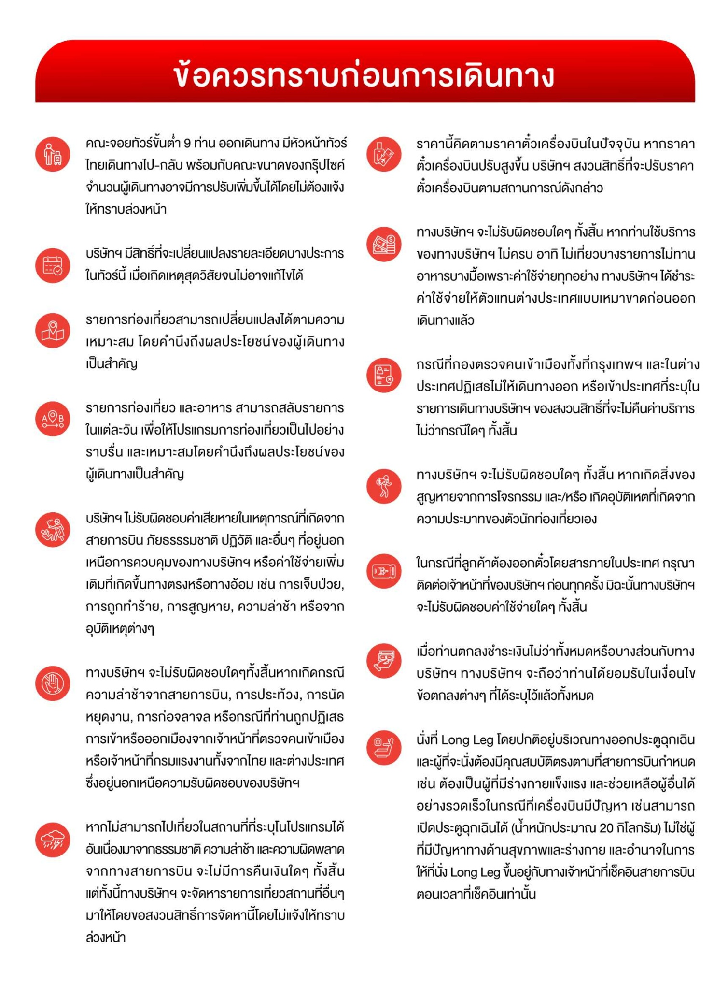 ข้อควรทราบก่อนการเดินทาง
คณะจอยทัวร์ขั้นต่ำ 9 ท่าน ออกเดินทาง มีหัวหน้าทัวร์
ไทยเดินทางไป-กลับ พร้อมกับคณะขนาดของกรุ๊ปไซค์
จำนวนผู้เดินทางอาจมีการปรับเพิ่มขึ้นได้โดยไม่ต้องแจ้ง
ให้ทราบล่วงหน้า
บริษัทฯ มีสิทธิ์ที่จะเปลี่ยนแปลงรายละเอียดบางประการ
ในทัวร์นี้ เมื่อเกิดเหตุสุดวิสัยจนไม่อาจแก้ไขได้
รายการท่องเที่ยวสามารถเปลี่ยนแปลงได้ตามความ
เหมาะสม โดยคำนึงถึงผลประโยชน์ของผู้เดินทาง
เป็นสำคัญ
รายการท่องเที่ยว และอาหาร สามารถสลับรายการ
ในแต่ละวัน เพื่อให้โปรแกรมการท่องเที่ยวเป็นไปอย่าง
ราบรื่น และเหมาะสมโดยคำนึงถึงผลประโยชน์ของ
ผู้เดินทางเป็นสำคัญ
บริษัทฯ ไม่รับผิดชอบค่าเสียหายในเหตุการณ์ที่เกิดจาก
สายการบิน ภัยธรรรมชาติ ปฏิวัติ และอื่นๆ ที่อยู่นอก
เหนือการควบคุมของทางบริษัทฯ หรือค่าใช้จ่ายเพิ่ม
เติมที่เกิดขึ้นทางตรงหรือทางอ้อม เช่น การเจ็บป่วย,
การถูกทำร้าย, การสูญหาย, ความล่าช้า หรือจาก
อุบัติเหตุต่างๆ
ทางบริษัทฯ จะไม่รับผิดชอบใดๆทั้งสิ้นหากเกิดกรณี
ความล่าช้าจากสายการบิน, การประท้วง, การนัด
หยุดงาน, การก่อจลาจล หรือกรณีที่ท่านถูกปฏิเสธ
การเข้าหรือออกเมืองจากเจ้าหน้าที่ตรวจคนเข้าเมือง
หรือเจ้าหน้าที่กรมแรงงานทั้งจากไทย และต่างประเทศ
ซึ่งอยู่นอกเหนือความรับผิดชอบของบริษัทฯ
หากไม่สามารถไปเที่ยวในสถานที่ที่ระบุโนโปรแกรมได้
อันเนื่องมาจากธรรมชาติ ความล่าช้า และความผิดพลาด
จากทางสายการบิน จะไม่มีการคืนเงินใดๆ ทั้งสิ้น
แต่ทั้งนี้ทางบริษัทฯ จะจัดหารายการเที่ยวสถานที่อื่นๆ
มาให้โดยขอสงวนสิทธิ์การจัดหานี้โดยไม่แจ้งให้ทราบ
ล่วงหน้า
ราคานี้คิดตามราคาตั๋วเครื่องบินในปัจจุบัน หากราคา
ตั๋วเครื่องบินปรับสูงขึ้น บริษัทฯ สงวนสิทธิ์ที่จะปรับราคา
ตั๋วเครื่องบินตามสถานการณ์ดังกล่าว
ทางบริษัทฯ จะไม่รับผิดชอบใดๆ ทั้งสิ้น หากท่านใช้บริการ
ของทางบริษัทฯ ไม่ครบ อาทิ ไม่เที่ยวบางรายการไม่ทาน
อาหารบางมื้อเพราะค่าใช้จ่ายทุกอย่าง ทางบริษัทฯ ได้ชำระ
ค่าใช้จ่ายให้ตัวแทนต่างประเทศแบบเหมาขาดก่อนออก
เดินทางแล้ว
กรณีที่กองตรวจคนเข้าเมืองทั้งที่กรุงเทพฯ และในต่าง
ประเทศปฏิเสธไม่ให้เดินทางออก หรือเข้าประเทศที่ระบุใน
รายการเดินทางบริษัทฯ ของสงวนสิทธิ์ที่จะไม่คืนค่าบริการ
ไม่ว่ากรณีใดๆ ทั้งสิ้น
ทางบริษัทฯ จะไม่รับผิดชอบใดๆ ทั้งสิ้น หากเกิดสิ่งของ
สูญหายจากการโจรกรรม และ/หรือ เกิดอุบัติเหตที่เกิดจาก
ความประมาทของตัวนักท่องเที่ยวเอง
ในกรณีที่ลูกค้าต้องออกตั๋วโดยสารภายในประเทศ กรุณา
ติดต่อเจ้าหน้าที่ของบริษัทฯ ก่อนทุกครั้ง มิฉะนั้นทางบริษัทฯ
จะไม่รับผิดชอบค่าใช้จ่ายใดๆ ทั้งสิ้น
เมื่อท่านตกลงชำระเงินไม่ว่าทั้งหมดหรือบางส่วนกับทาง
บริษัทฯ ทางบริษัทฯ จะถือว่าท่านได้ยอมรับในเงื่อนไข
ข้อตกลงต่างๆ ที่ได้ระบุไว้แล้วทั้งหมด
นั่งที่ Long Leg โดยปกติอยู่บริเวณทางออกประตูฉุกเฉิน
และผู้ที่จะนั่งต้องมีคุณสมบัติตรงตามที่สายการบินกำหนด
เช่น ต้องเป็นผู้ที่มีร่างกายแข็งแรง และช่วยเหลือผู้อื่นได้
อย่างรวดเร็วในกรณีที่เครื่องบินมีปัญหา เช่นสามารถ
เปิดประตูฉุกเฉินได้ (น้ำหนักประมาณ 20 กิโลกรัม) ไม่ใช่ผู้
ที่มีปัญหาทางด้านสุขภาพและร่างกาย และอำนาจในการ
ให้ที่นั่ง Long Leg ขึ้นอยู่กับทางเจ้าหน้าที่เช็คอินสายการบิน
ตอนเวลาที่เช็คอินเท่านั้น